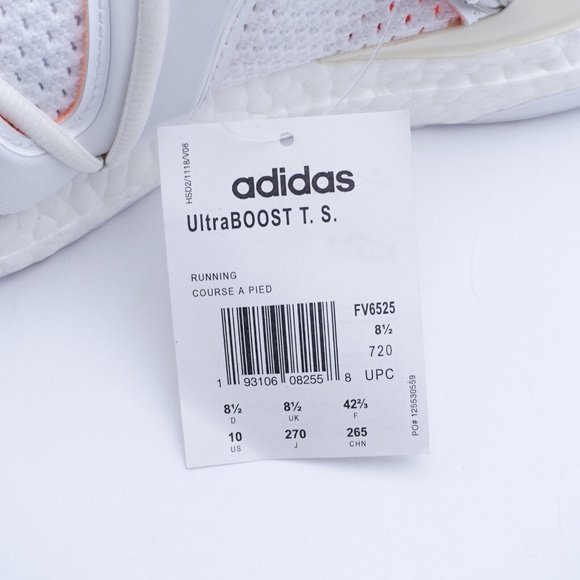 HSD2/1118/V08
adidas
UltraBOOST T. S.
RUNNING
COURSE A PIED
FV6525
8½
720
1 93106 08255 8 UPC
8½ 8½ 42⅔
D UK F
10 270 265
US J CHN
PO# 125530559